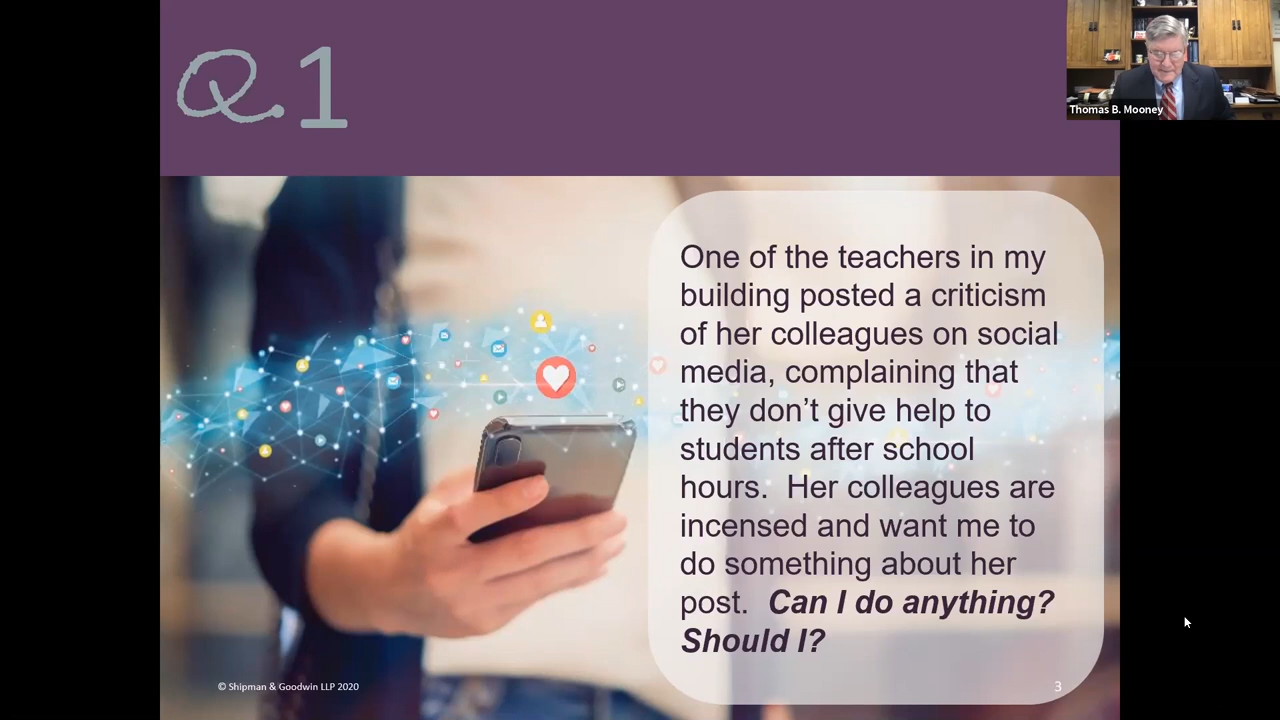 Q.1
Thomas B. Mooney
One of the teachers in my
building posted a criticism
of her colleagues on social
media, complaining that
they don’t give help to
students after school
hours.  Her colleagues are
incensed and want me to
do something about her
post.  Can I do anything?
Should I?
© Shipman & Goodwin LLP 2020
3